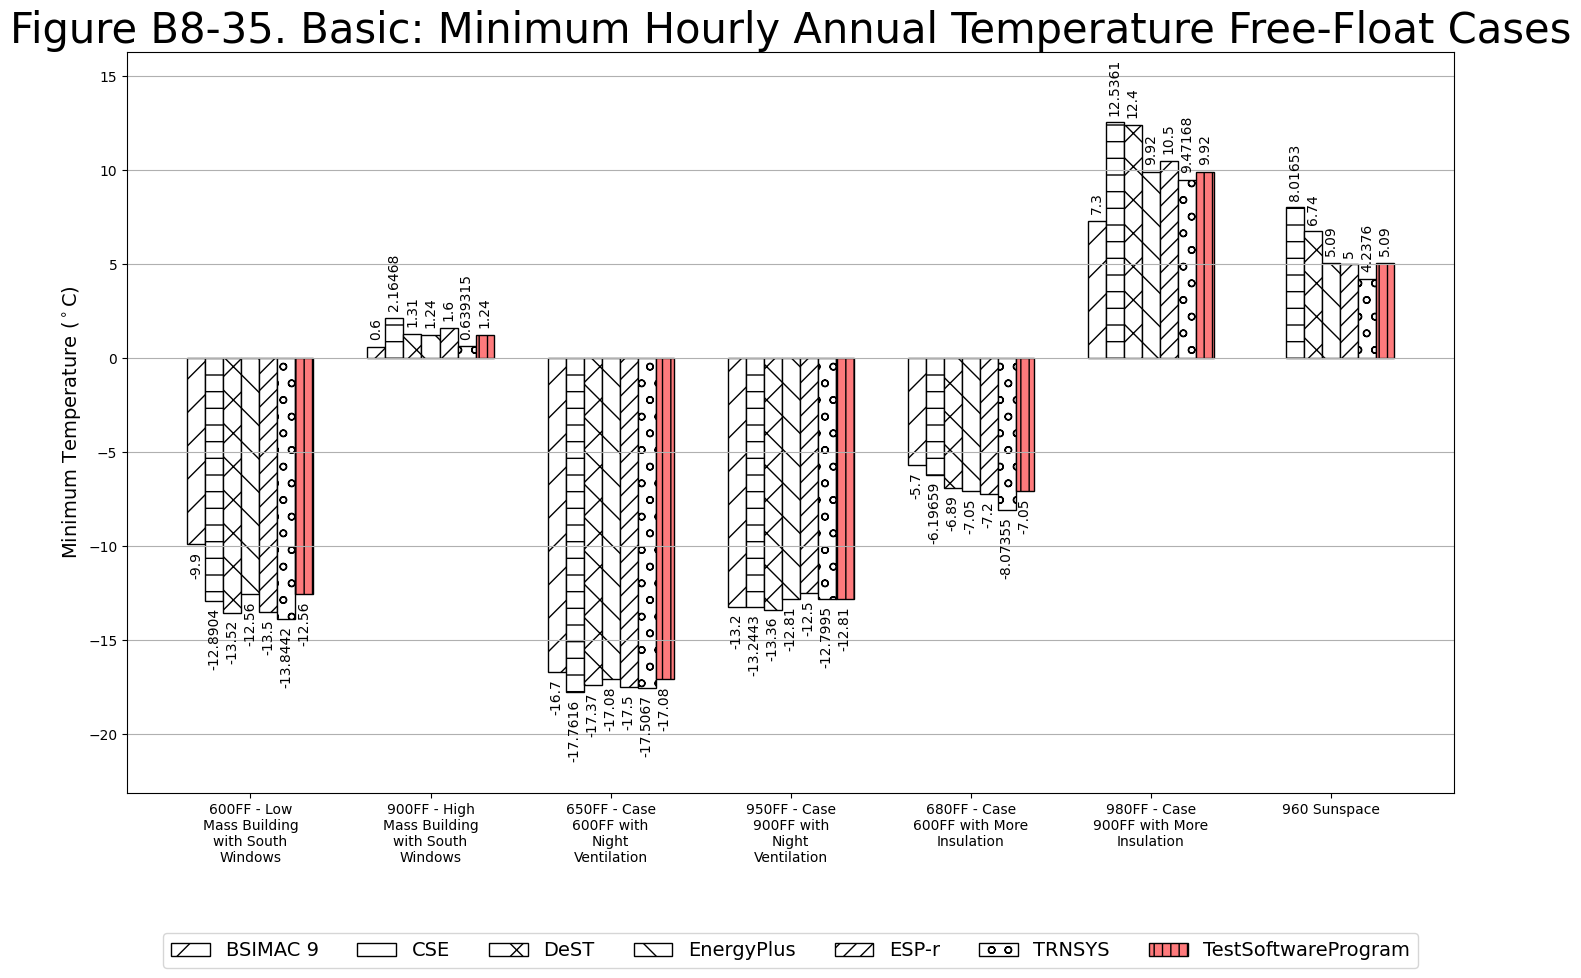 Figure B8-35. Basic: Minimum Hourly Annual Temperature Free-Float Cases
Minimum Temperature (°C)
15
10
5
0
−5
−10
−15
−20
-9.9
-12.8904
-13.52
-12.56
-13.5
-13.8442
-12.56
0.6
2.16468
1.31
1.24
1.6
0.639315
1.24
-16.7
-17.7616
-17.37
-17.08
-17.5
-17.5067
-17.08
-13.2
-13.2443
-13.36
-12.81
-12.5
-12.7995
-12.81
-5.7
-6.19659
-6.89
-7.05
-7.2
-8.07355
-7.05
7.3
12.5361
12.4
9.92
10.5
9.47168
9.92
8.01653
6.74
5.09
5
4.2376
5.09
600FF - Low
Mass Building
with South
Windows
900FF - High
Mass Building
with South
Windows
650FF - Case
600FF with
Night
Ventilation
950FF - Case
900FF with
Night
Ventilation
680FF - Case
600FF with More
Insulation
980FF - Case
900FF with More
Insulation
960 Sunspace
BSIMAC 9
CSE
DeST
EnergyPlus
ESP-r
TRNSYS
TestSoftwareProgram